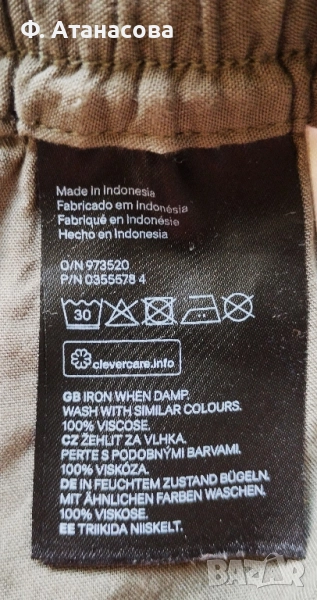 Ф. Атанасова
Made in Indonesia
Fabricado em Indonésia
Fabriqué en Indonésie
Hecho en Indonesia
O/N 973520
P/N 0355578 4
30
clevercare.info
GB IRON WHEN DAMP.
WASH WITH SIMILAR COLOURS.
100% VISCOSE.
CZ ŽEHLIT ZA VLHKA.
PERTE S PODOBNÝMI BARVAMI.
100% VISKÓZA.
DE IN FEUCHTEM ZUSTAND BÜGELN.
MIT ÄHNLICHEN FARBEN WASCHEN.
100% VISKOSE.
EE TRIIKIDA NIISKELT.
BAZAR